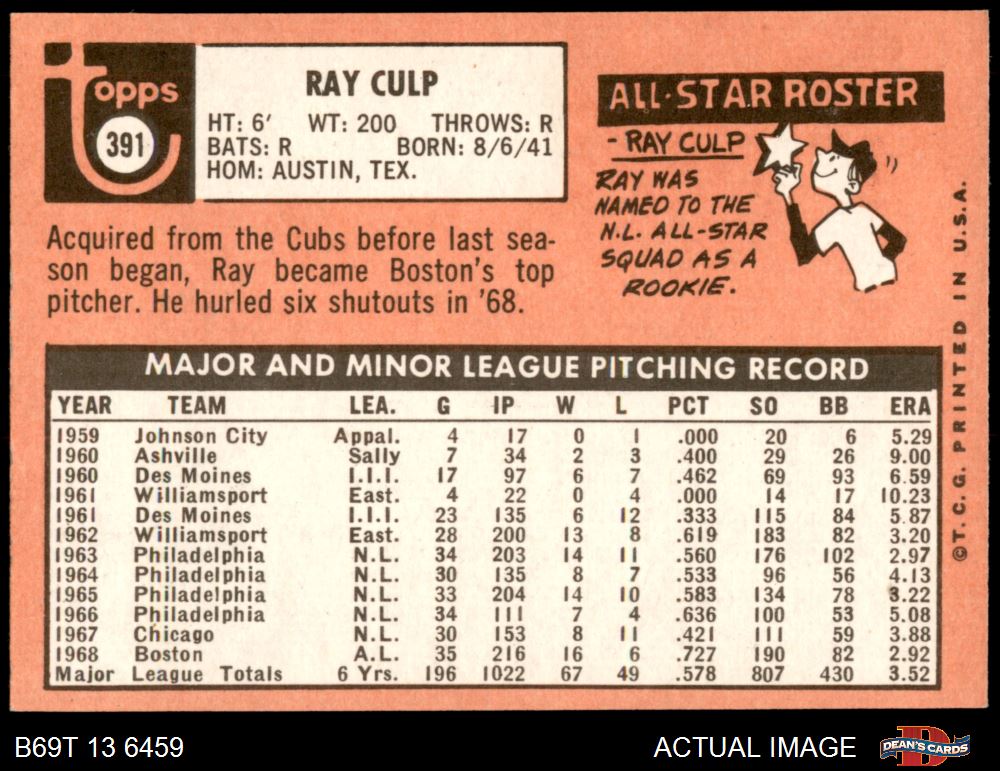 topps
391
RAY CULP
HT: 6' WT: 200 THROWS: R
BATS: R BORN: 8/6/41
HOM: AUSTIN, TEX.
Acquired from the Cubs before last sea-
son began, Ray became Boston's top
pitcher. He hurled six shutouts in '68.
ALL-STAR ROSTER
- RAY CULP
RAY WAS
NAMED TO THE
N.L. ALL-STAR
SQUAD AS A
ROOKIE.
©T.C.G. PRINTED IN U.S.A.
MAJOR AND MINOR LEAGUE PITCHING RECORD
YEAR TEAM LEA. G IP W L PCT SO BB ERA
1959 Johnson City Appal. 4 17 0 1 .000 20 6 5.29
1960 Ashville Sally 7 34 2 3 .400 29 26 9.00
1960 Des Moines I.I.I. 17 97 6 7 .462 69 93 6.59
1961 Williamsport East. 4 22 0 4 .000 14 17 10.23
1961 Des Moines I.I.I. 23 135 6 12 .333 115 84 5.87
1962 Williamsport East. 28 200 13 8 .619 183 82 3.20
1963 Philadelphia N.L. 34 203 14 11 .560 176 102 2.97
1964 Philadelphia N.L. 30 135 8 7 .533 96 56 4.13
1965 Philadelphia N.L. 33 204 14 10 .583 134 78 3.22
1966 Philadelphia N.L. 34 111 7 4 .636 100 53 5.08
1967 Chicago N.L. 30 153 8 11 .421 111 59 3.88
1968 Boston A.L. 35 216 16 6 .727 190 82 2.92
Major League Totals 6 Yrs. 196 1022 67 49 .578 807 430 3.52
B69T 13 6459
ACTUAL IMAGE
DEAN'S CARDS